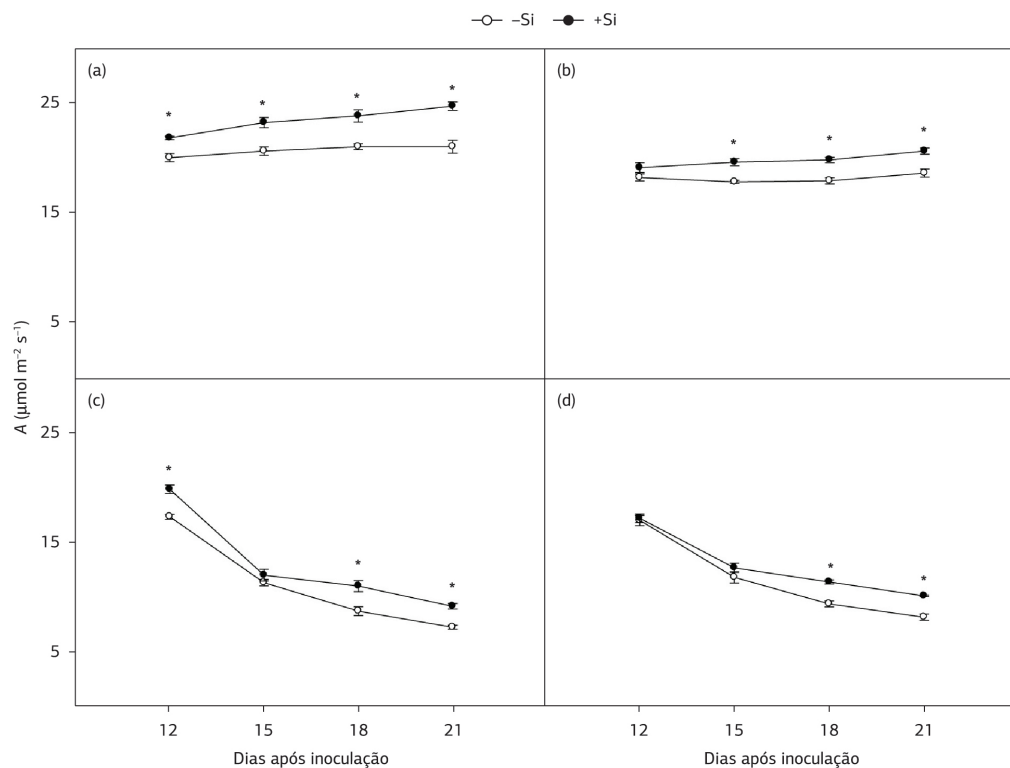 –Si +Si
(a) (b)
* * * *
* * *
25
15
5
A (μmol m⁻² s⁻¹)
(c) (d)
* * *
* *
25
15
5
12 15 18 21 12 15 18 21
Dias após inoculação Dias após inoculação